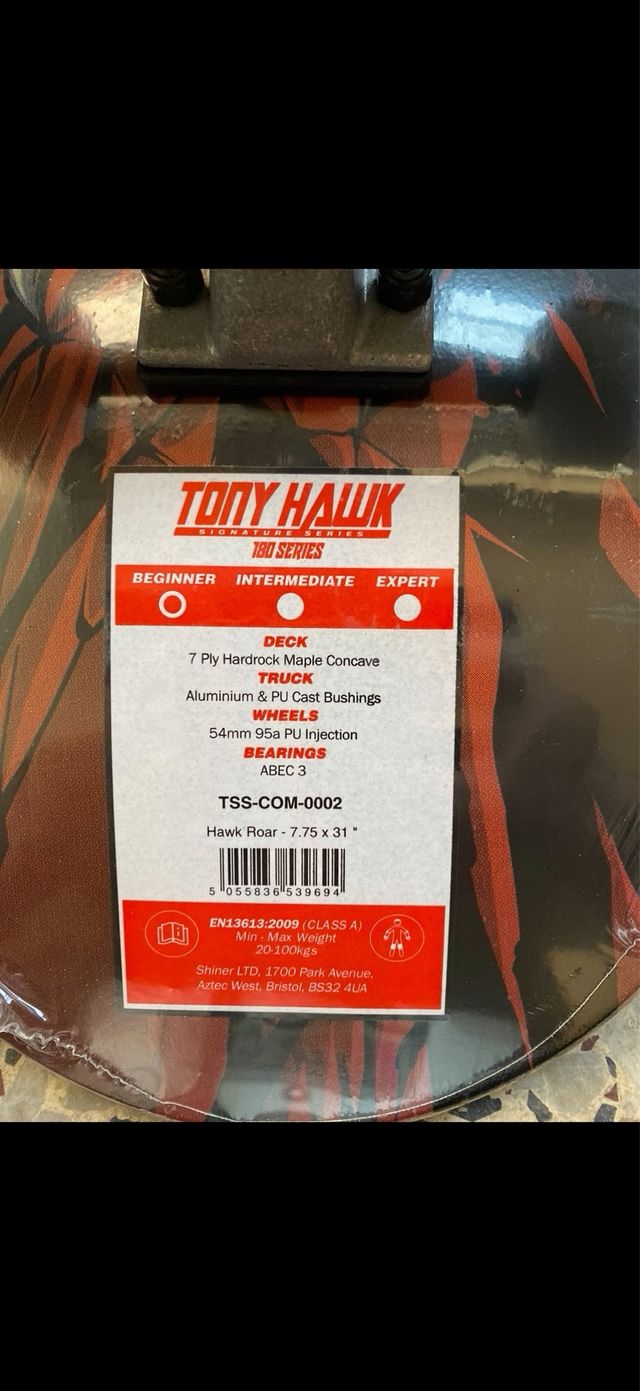 TONY HAWK
SIGNATURE SERIES
180 SERIES
BEGINNER INTERMEDIATE EXPERT
DECK
7 Ply Hardrock Maple Concave
TRUCK
Aluminium & PU Cast Bushings
WHEELS
54mm 95a PU Injection
BEARINGS
ABEC 3
TSS-COM-0002
Hawk Roar - 7.75 x 31 "
5 055836 539694
EN13613:2009 (CLASS A)
Min - Max Weight
20-100kgs
Shiner LTD, 1700 Park Avenue,
Aztec West, Bristol, BS32 4UA